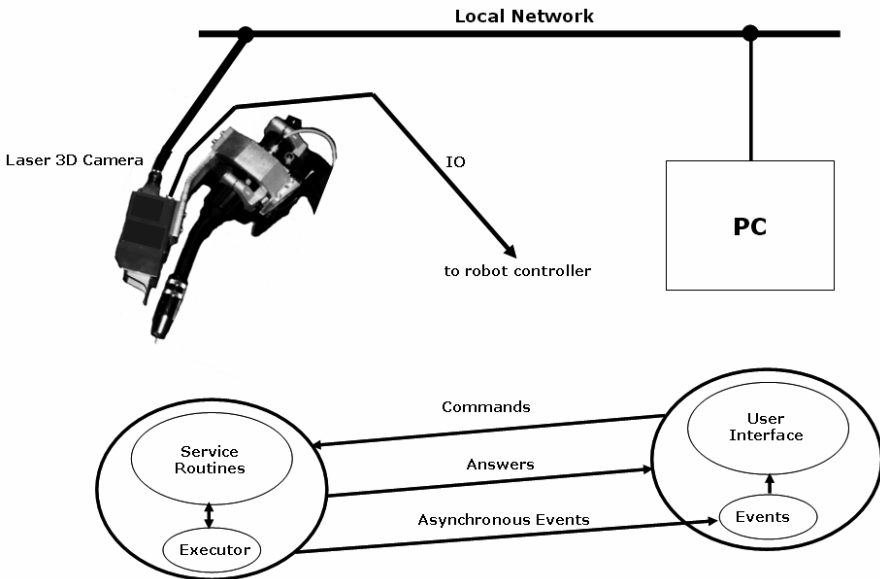 Local Network
Laser 3D Camera
IO
PC
to robot controller
Commands
User
Interface
Service
Routines
Answers
Asynchronous Events
Events
Executor